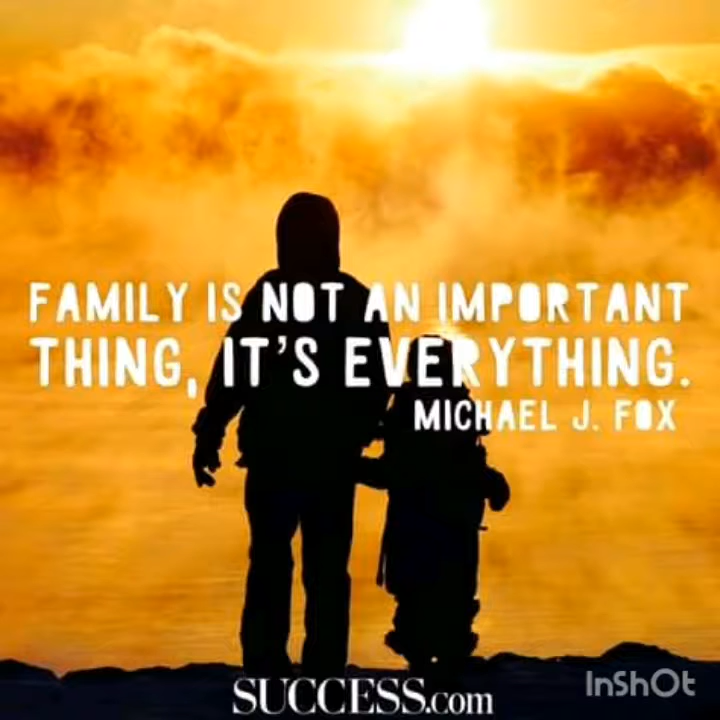 FAMILY IS NOT AN IMPORTANT
THING, IT'S EVERYTHING.
MICHAEL J. FOX
SUCCESS.com
InShOt